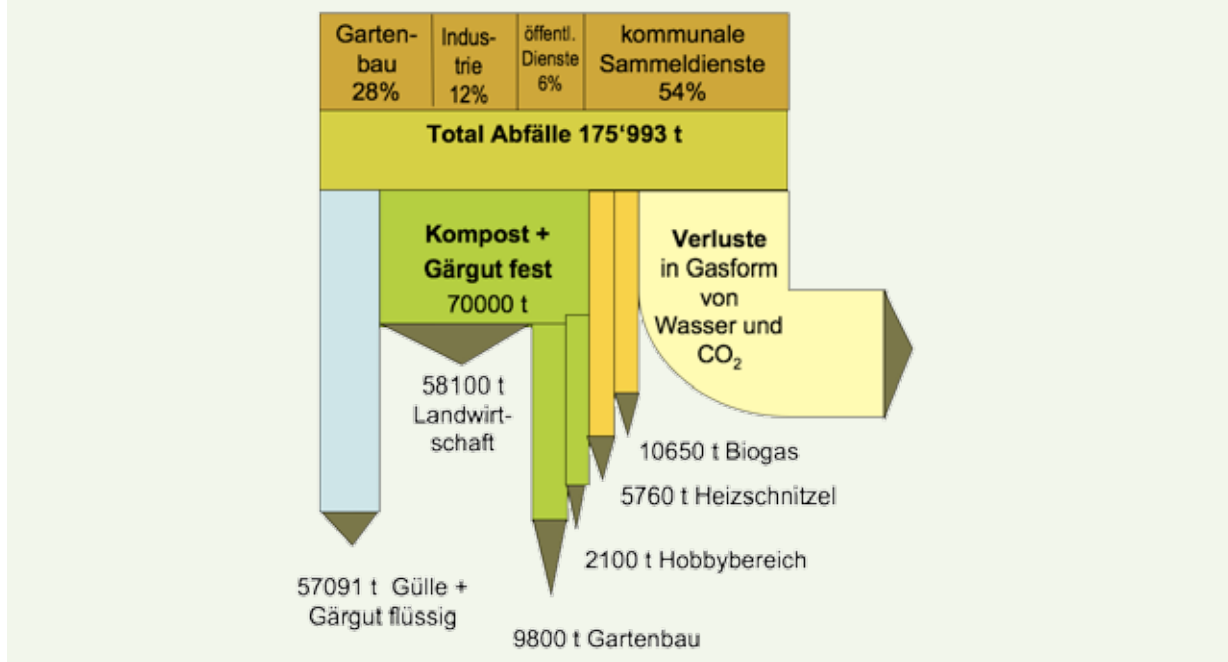 Garten-
bau
28%
Indus-
trie
12%
öffentl.
Dienste
6%
kommunale
Sammeldienste
54%
Total Abfälle 175‘993 t
Kompost +
Gärgut fest
70000 t
Verluste
in Gasform
von
Wasser und
CO₂
58100 t
Landwirt-
schaft
10650 t Biogas
5760 t Heizschnitzel
2100 t Hobbybereich
57091 t Gülle +
Gärgut flüssig
9800 t Gartenbau